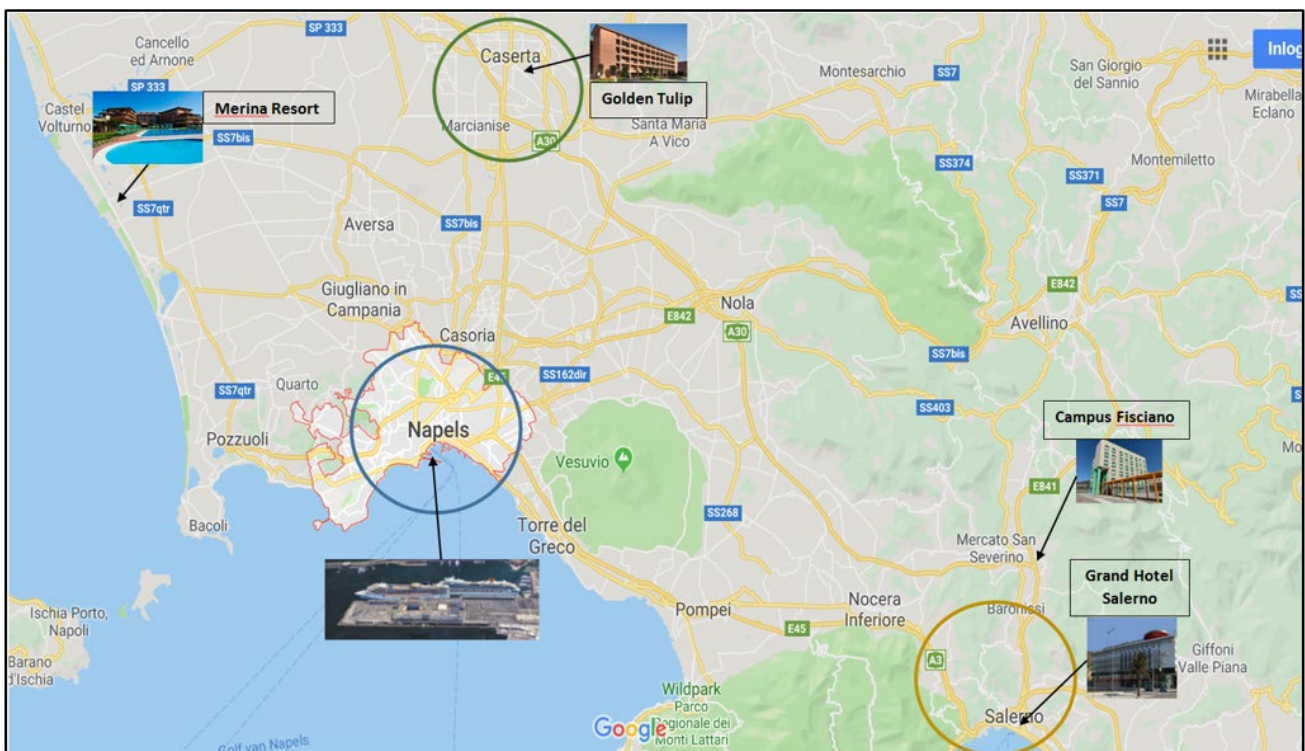 SP 333
Cancello
ed Arnone
Caserta
Golden Tulip
Montesarchio
SS7
San Giorgio
del Sannio
Inlog
Mirabella
Eclano
Castel
Volturno
SP 333
Merina Resort
SS7bis
Marcianise
A30
Santa Maria
A Vico
SS374
Montemiletto
SS371
SS7
SS7qtr
Aversa
SS7bis
Giugliano in
Campania
Casoria
Nola
E842
A30
E842
SS
Avellino
SS7bis
SS7qtr
Quarto
SS162dir
SS403
S
Pozzuoli
Napels
Vesuvio
Campus Fisciano
Mo
E841
Bacoli
Torre del
Greco
SS268
Mercato San
Severino
Grand Hotel
Salerno
Ischia Porto,
Napoli
Pompei
Nocera
Inferiore
Baronissi
E45
Barano
d'Ischia
A3
Giffoni
Valle Piana
Wildpark
Parco
Regionale dei
Monti Lattari
Google
Salerno
Golf van Napels